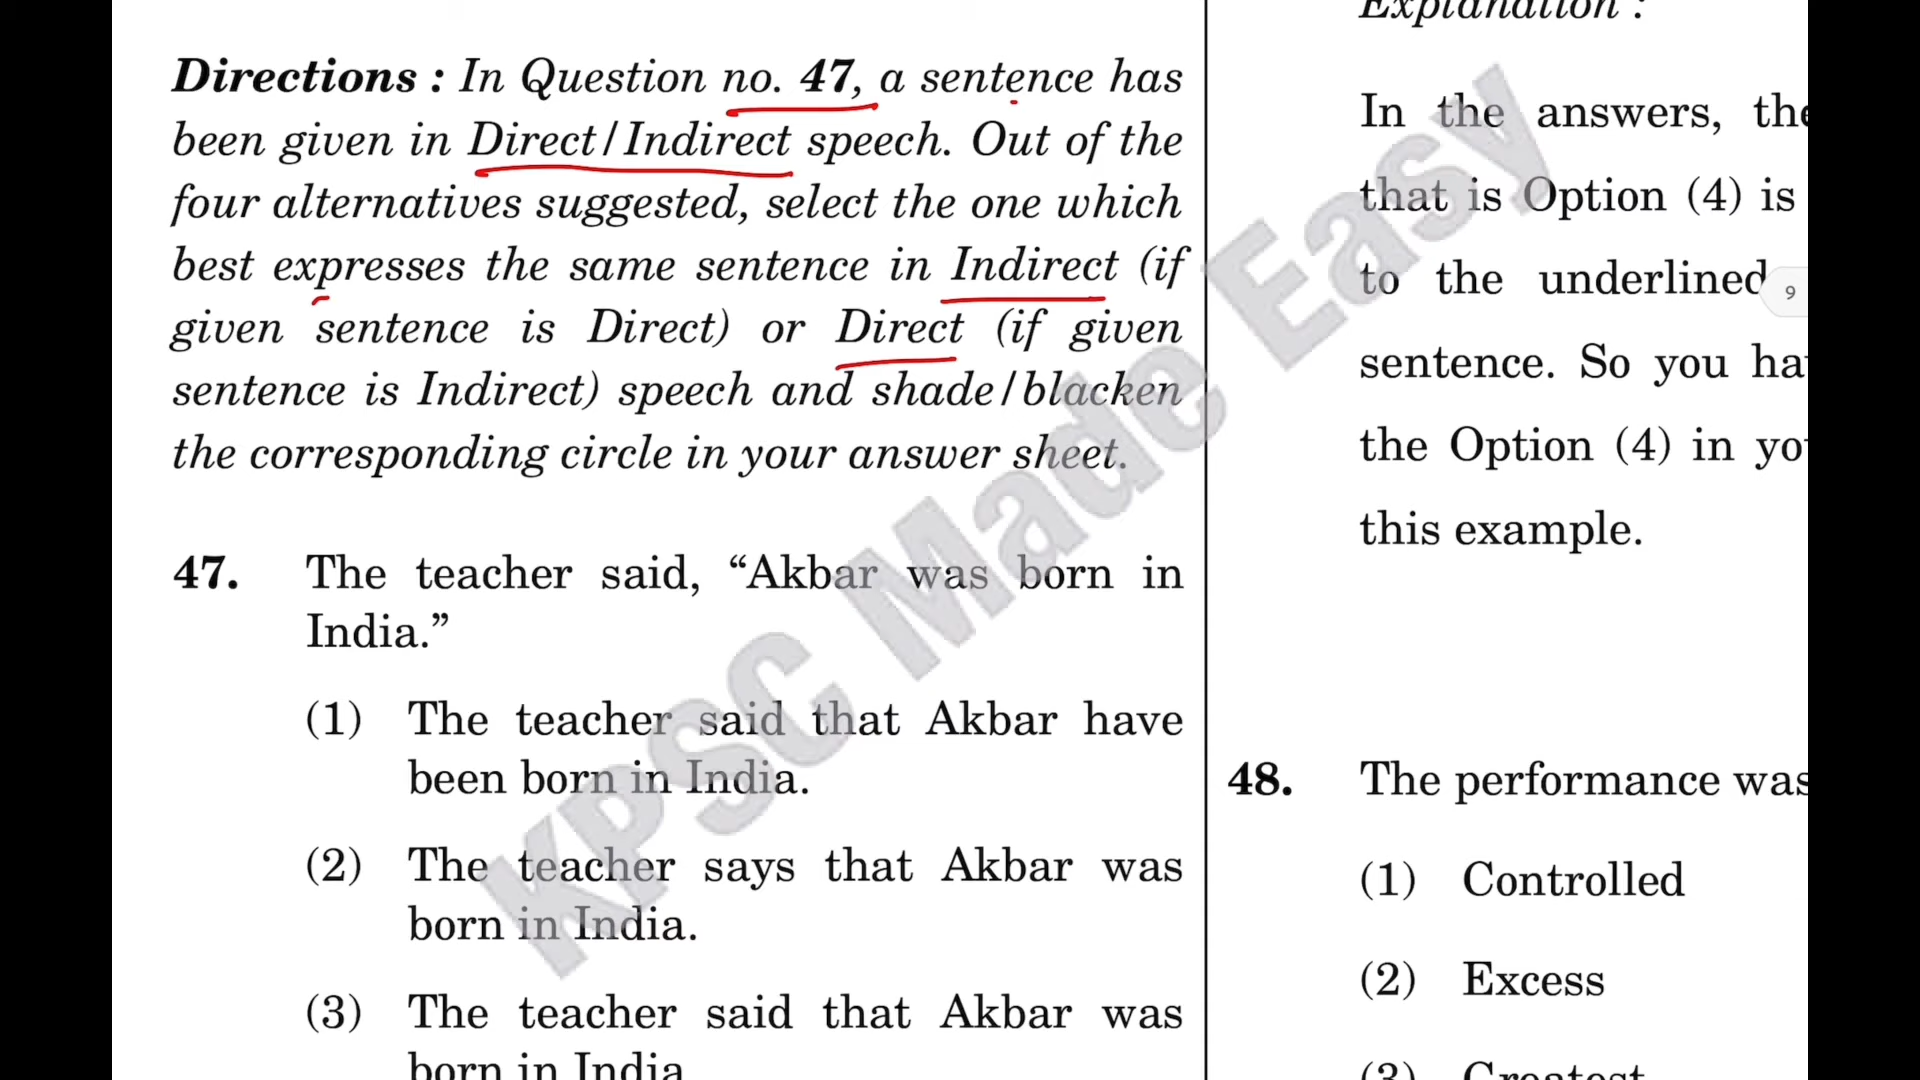 Directions : In Question no. 47, a sentence has
been given in Direct/Indirect speech. Out of the
four alternatives suggested, select the one which
best expresses the same sentence in Indirect (if
given sentence is Direct) or Direct (if given
sentence is Indirect) speech and shade/blacken
the corresponding circle in your answer sheet.
47. The teacher said, “Akbar was born in
India.”
(1) The teacher said that Akbar have
been born in India.
(2) The teacher says that Akbar was
born in India.
(3) The teacher said that Akbar was
born in India
Explanation :
In the answers, the
that is Option (4) is
to the underlined
sentence. So you
the Option (4) in
this example.
9
48. The performance was
(1) Controlled
(2) Excess
(3) Greatest
KPSC Made Easy